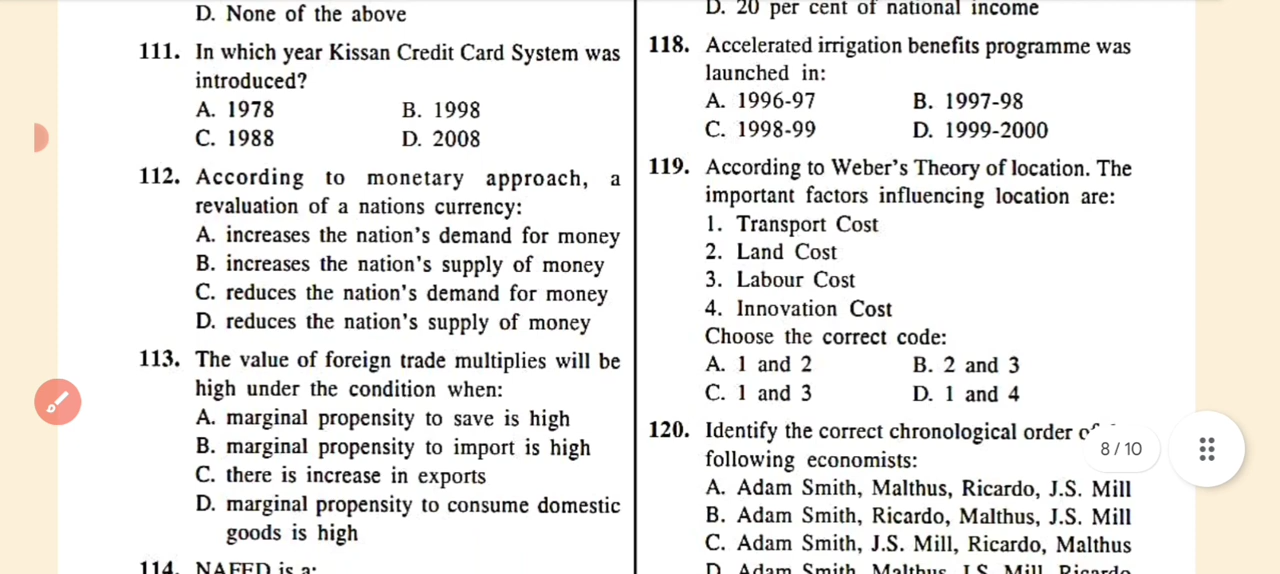 D. None of the above
111. In which year Kissan Credit Card System was
introduced?
A. 1978 B. 1998
C. 1988 D. 2008
112. According to monetary approach, a
revaluation of a nations currency:
A. increases the nation's demand for money
B. increases the nation's supply of money
C. reduces the nation's demand for money
D. reduces the nation's supply of money
113. The value of foreign trade multiplies will be
high under the condition when:
A. marginal propensity to save is high
B. marginal propensity to import is high
C. there is increase in exports
D. marginal propensity to consume domestic
goods is high
114. NAFED is a:
D. 20 per cent of national income
118. Accelerated irrigation benefits programme was
launched in:
A. 1996-97 B. 1997-98
C. 1998-99 D. 1999-2000
119. According to Weber's Theory of location. The
important factors influencing location are:
1. Transport Cost
2. Land Cost
3. Labour Cost
4. Innovation Cost
Choose the correct code:
A. 1 and 2 B. 2 and 3
C. 1 and 3 D. 1 and 4
120. Identify the correct chronological order
following economists:
A. Adam Smith, Malthus, Ricardo, J.S. Mill
B. Adam Smith, Ricardo, Malthus, J.S. Mill
C. Adam Smith, J.S. Mill, Ricardo, Malthus
D. Adam Smith, Malthus, J.S. Mill, Ricardo
8/10